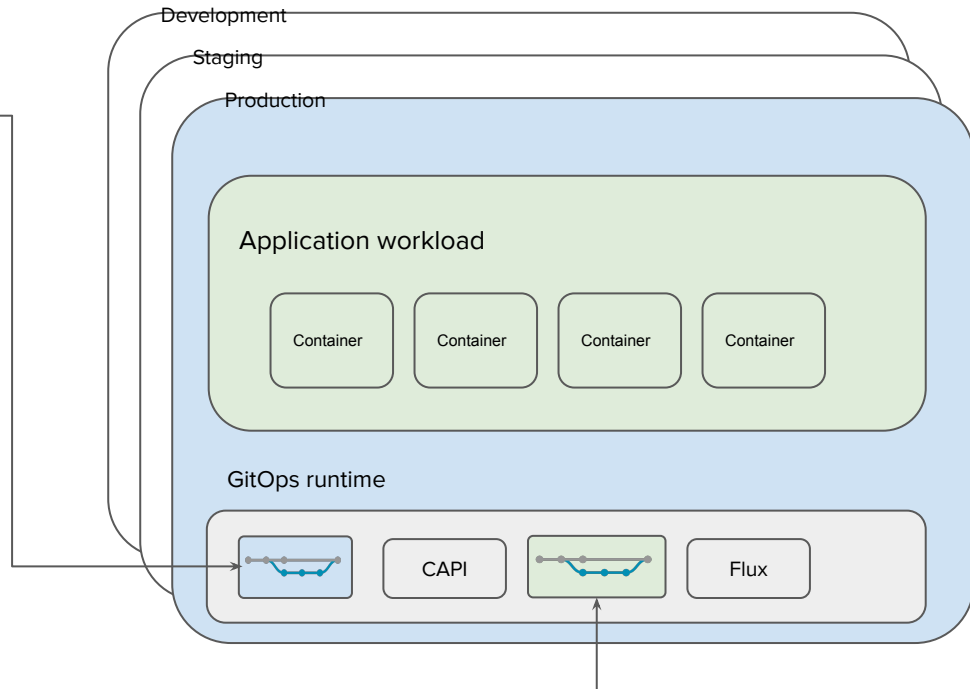 Development
Staging
Production
Application workload
Container Container Container Container
GitOps runtime
CAPI Flux